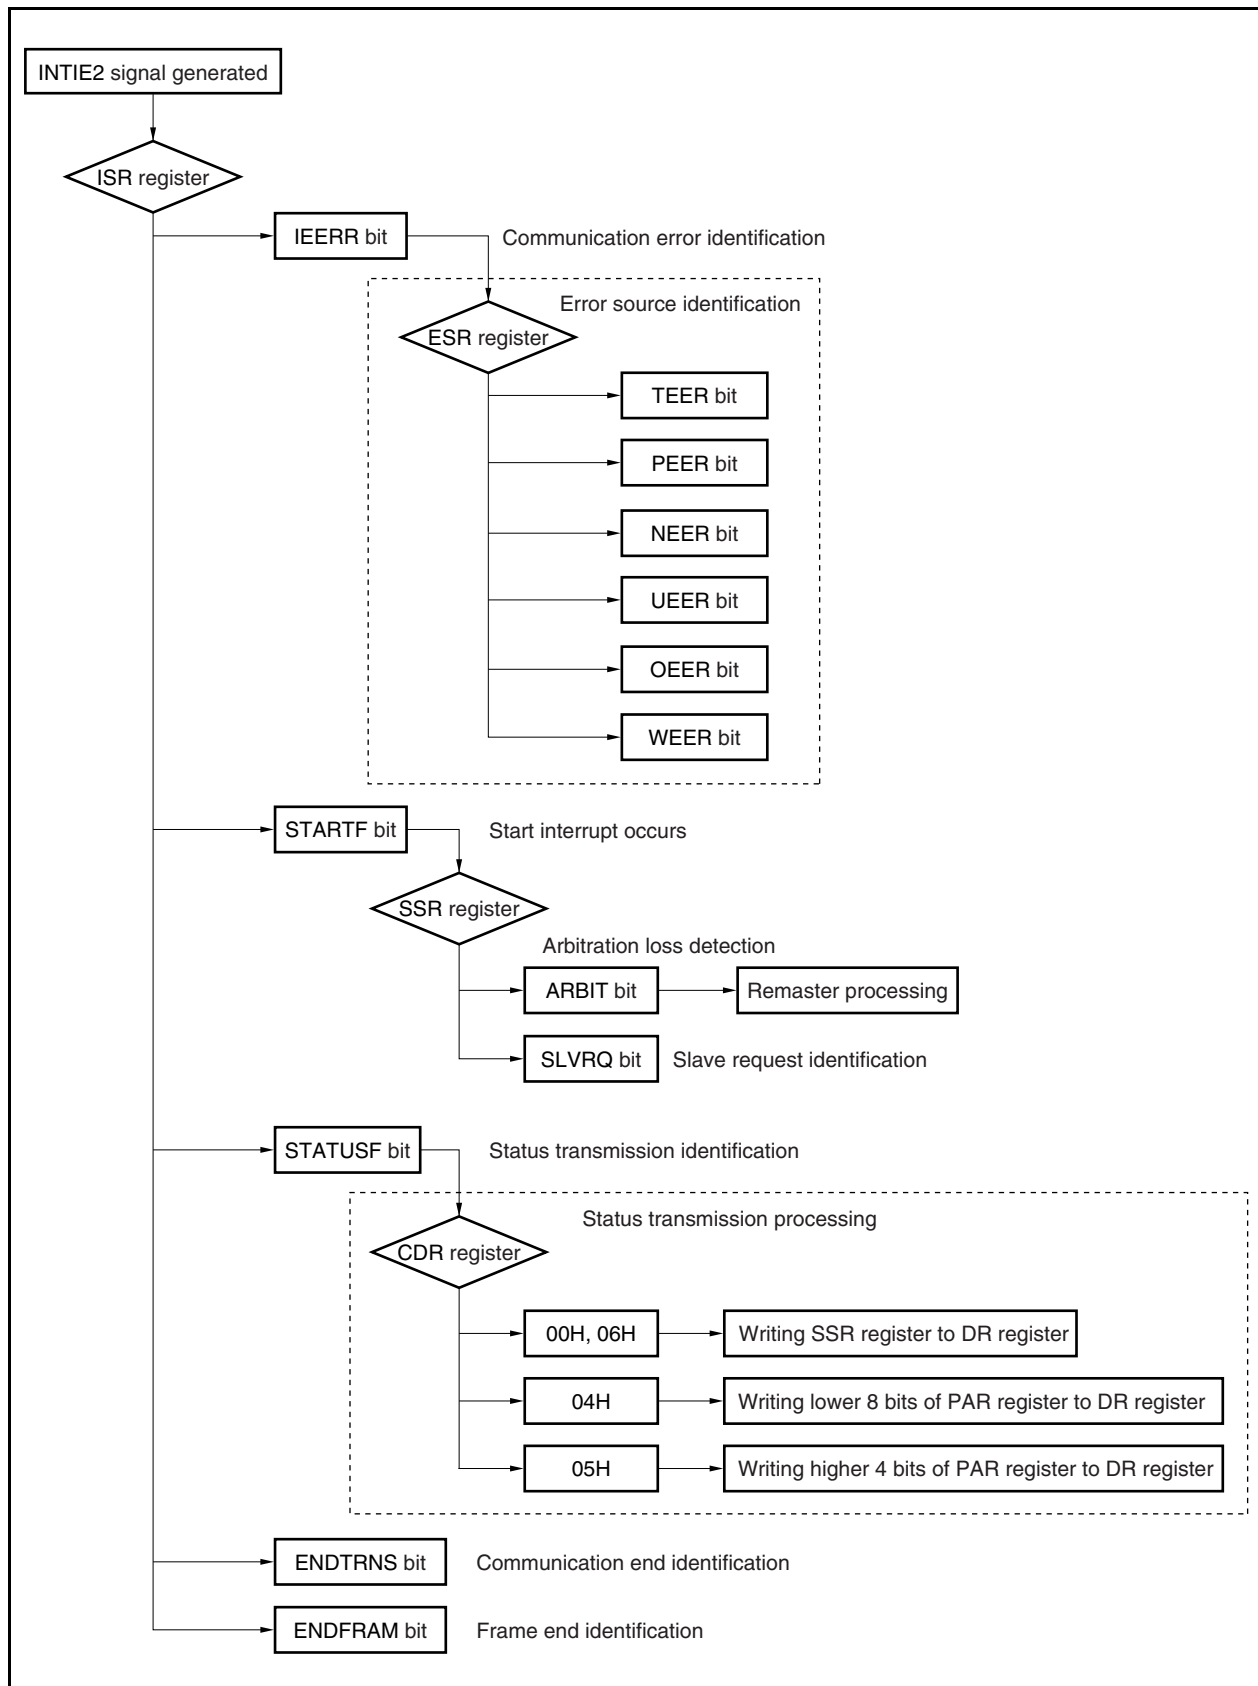 INTIE2 signal generated
ISR register
IEERR bit
Communication error identification
Error source identification
ESR register
TEER bit
PEER bit
NEER bit
UEER bit
OEER bit
WEER bit
STARTF bit
Start interrupt occurs
SSR register
Arbitration loss detection
ARBIT bit
Remaster processing
SLVRQ bit
Slave request identification
STATUSF bit
Status transmission identification
Status transmission processing
CDR register
00H, 06H
Writing SSR register to DR register
04H
Writing lower 8 bits of PAR register to DR register
05H
Writing higher 4 bits of PAR register to DR register
ENDTRNS bit
Communication end identification
ENDFRAM bit
Frame end identification